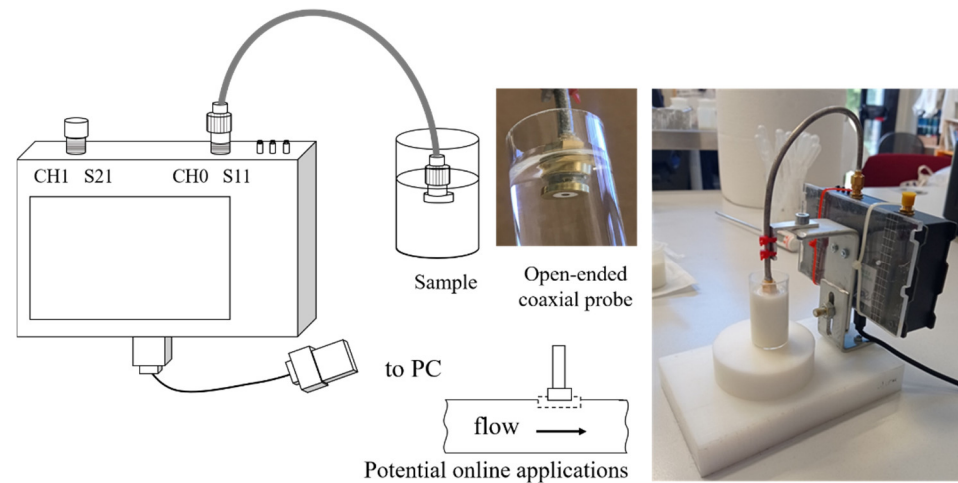 CH1 S21 CH0 S11
Sample
Open-ended
coaxial probe
to PC
flow
Potential online applications